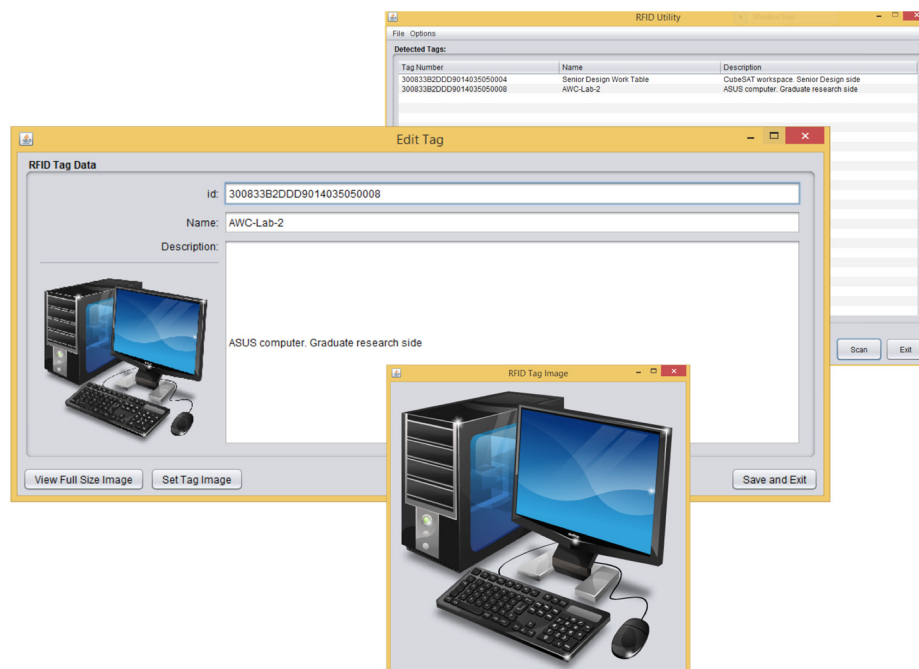 RFID Utility
File Options
Detected Tags:
Tag Number Name Description
300833B2DDD9014035050004 Senior Design Work Table CubeSAT workspace. Senior Design side
300833B2DDD9014035050008 AWC-Lab-2 ASUS computer. Graduate research side
Edit Tag
RFID Tag Data
id: 300833B2DDD9014035050008
Name: AWC-Lab-2
Description:
ASUS computer. Graduate research side
Scan Exit
RFID Tag Image
View Full Size Image Set Tag Image Save and Exit